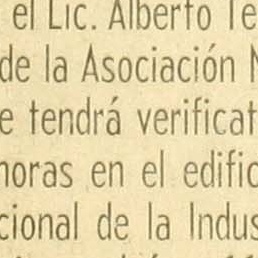 el Lic. Alberto Te
de la Asociación N
e tendrá verificat
horas en el edific
cional de la Indus